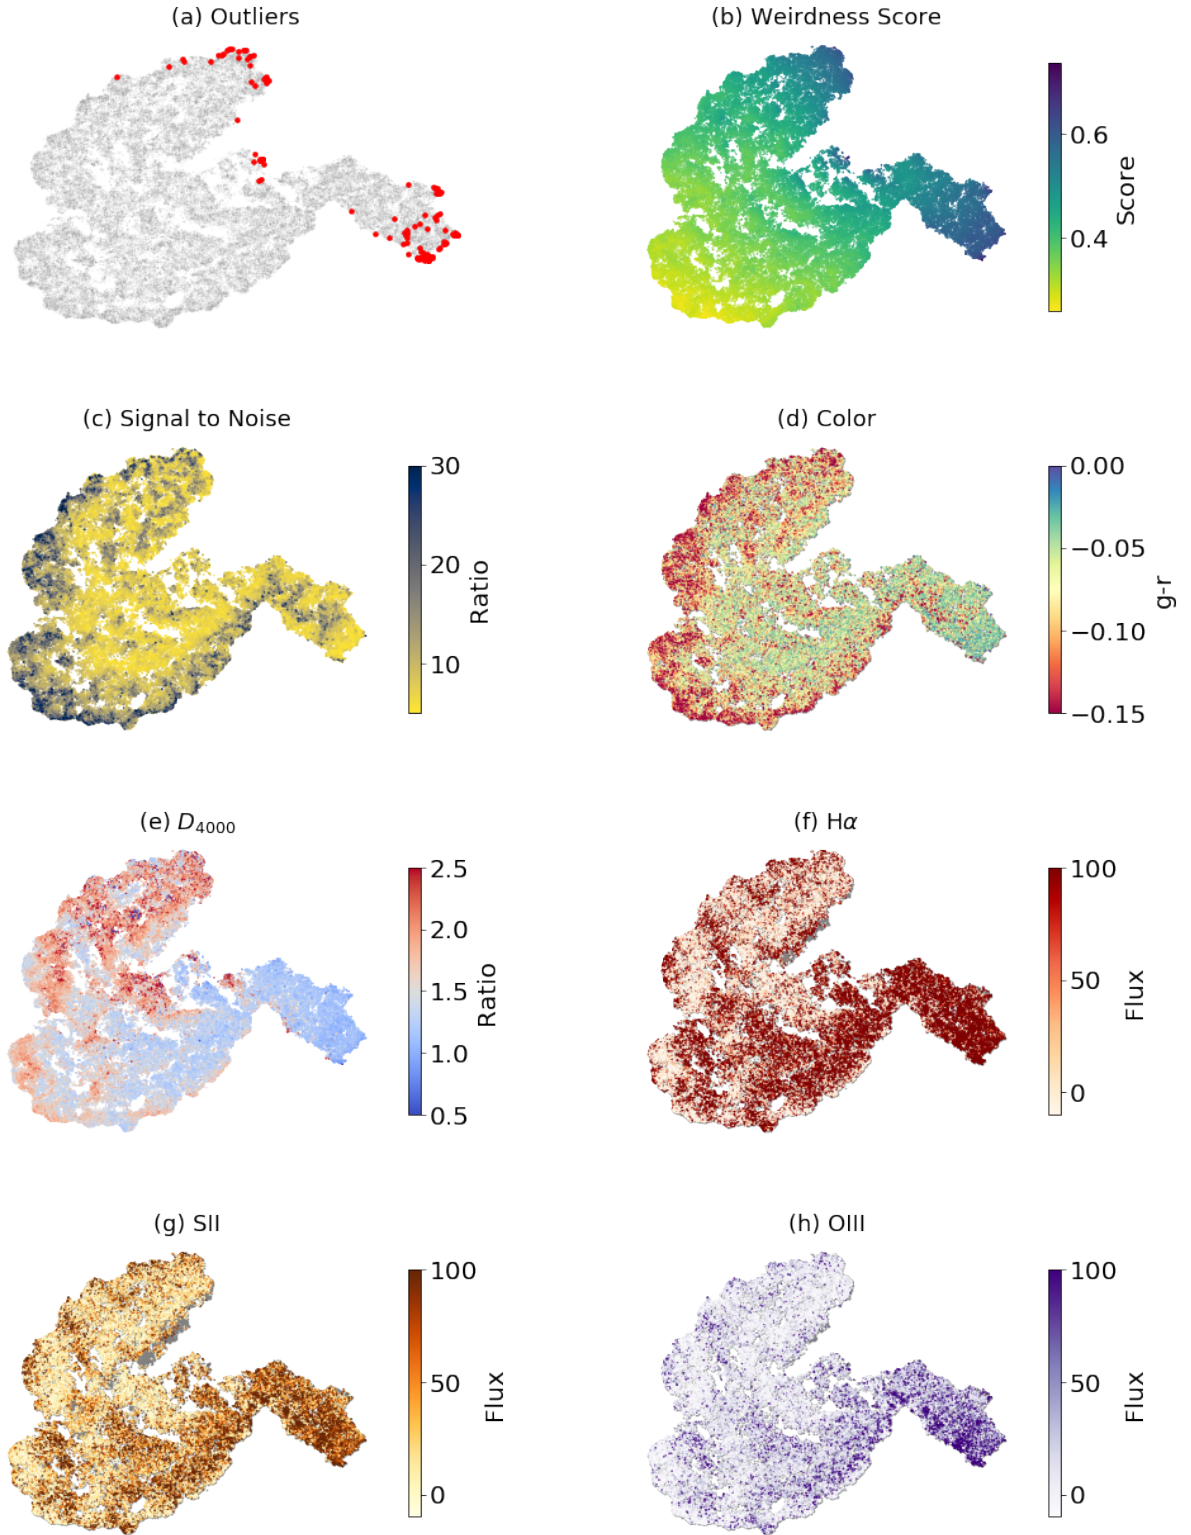 (a) Outliers
(b) Weirdness Score
0.6
0.4
Score
(c) Signal to Noise
30
20
10
Ratio
(d) Color
0.00
−0.05
−0.10
−0.15
g-r
(e) D4000
2.5
2.0
1.5
1.0
0.5
Ratio
(f) Hα
100
50
0
Flux
(g) SII
100
50
0
Flux
(h) OIII
100
50
0
Flux